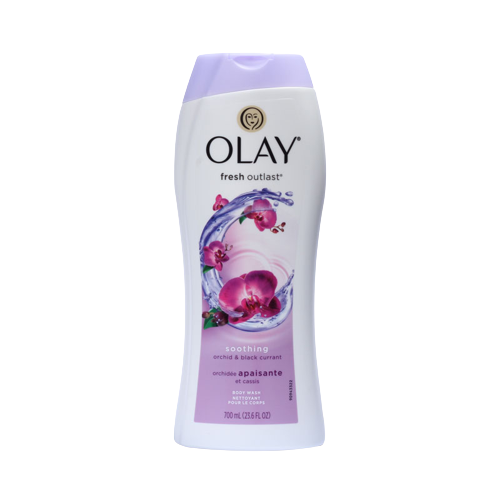 OLAY®
fresh outlast®
soothing
orchid & black currant
orchidée apaisante
et cassis
BODY WASH
NETTOYANT
POUR LE CORPS
700 mL (23.6 FL OZ)